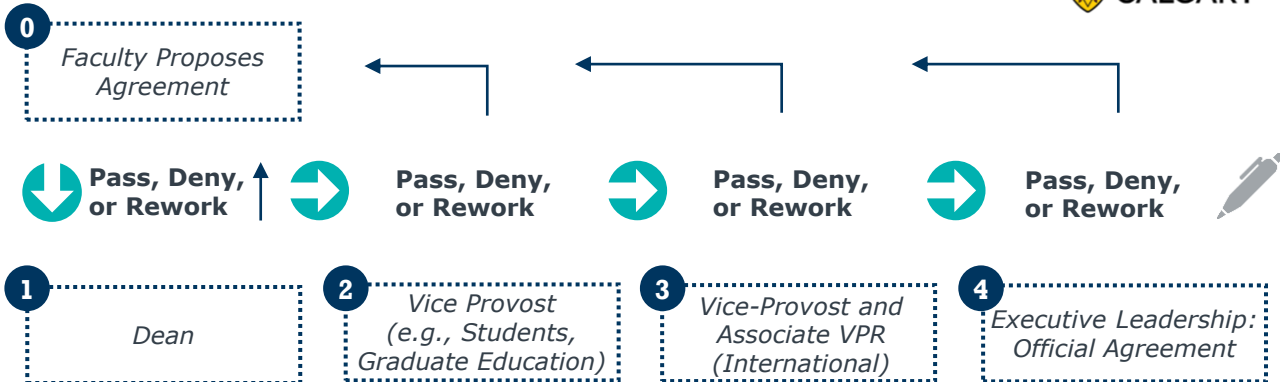 CALGARY
0
Faculty Proposes
Agreement
Pass, Deny,
or Rework
Pass, Deny,
or Rework
Pass, Deny,
or Rework
Pass, Deny,
or Rework
1
Dean
2
Vice Provost
(e.g., Students,
Graduate Education)
3
Vice-Provost and
Associate VPR
(International)
4
Executive Leadership:
Official Agreement